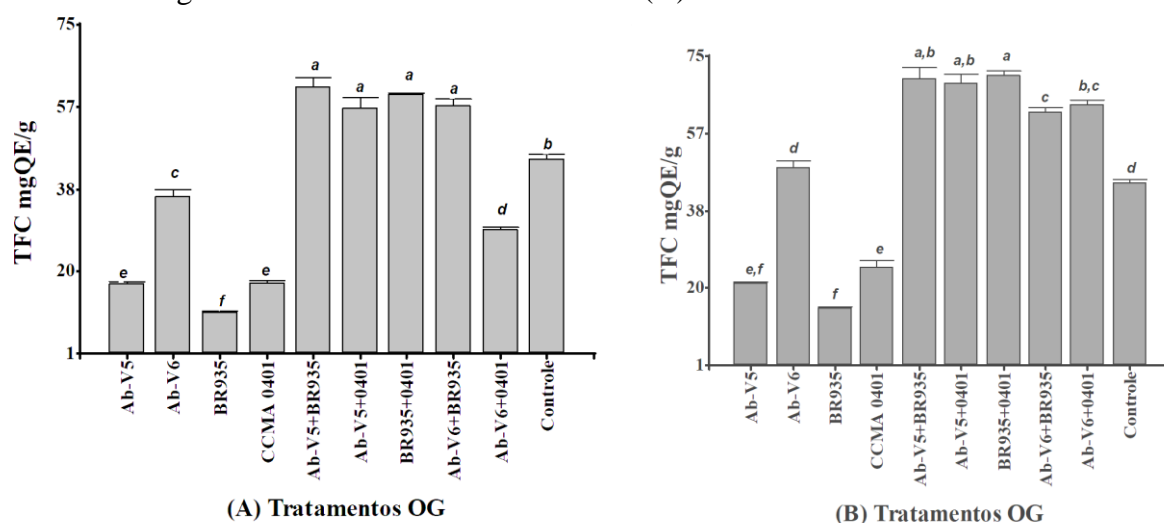 TFC mgQE/g
75
57
38
20
1
e
c
f
e
a
a
a
a
d
b
Ab-V5
Ab-V6
BR935
CCMA 0401
Ab-V5+BR935
Ab-V5+0401
BR935+0401
Ab-V6+BR935
Ab-V6+0401
Controle
(A) Tratamentos OG
TFC mgQE/g
75
57
38
20
1
e,f
d
f
e
a,b
a,b
a
c
b,c
d
Ab-V5
Ab-V6
BR935
CCMA 0401
Ab-V5+BR935
Ab-V5+0401
BR935+0401
Ab-V6+BR935
Ab-V6+0401
Controle
(B) Tratamentos OG